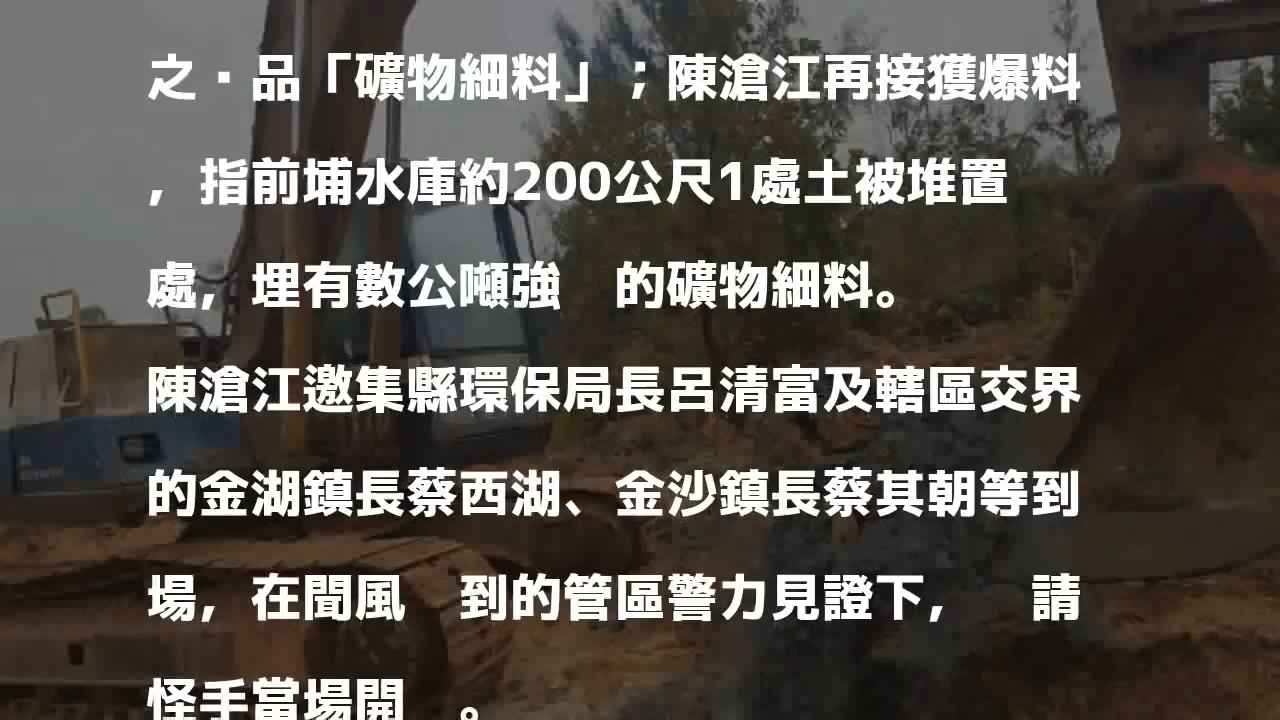 之·品「礦物細料」；陳滄江再接獲爆料
，指前埔水庫約200公尺1處土被堆置
處，埋有數公噸強　的礦物細料。
陳滄江邀集縣環保局長呂清富及轄區交界
的金湖鎮長蔡西湖、金沙鎮長蔡其朝等到
場，在聞風　到的管區警力見證下，　請
怪手當場開　。